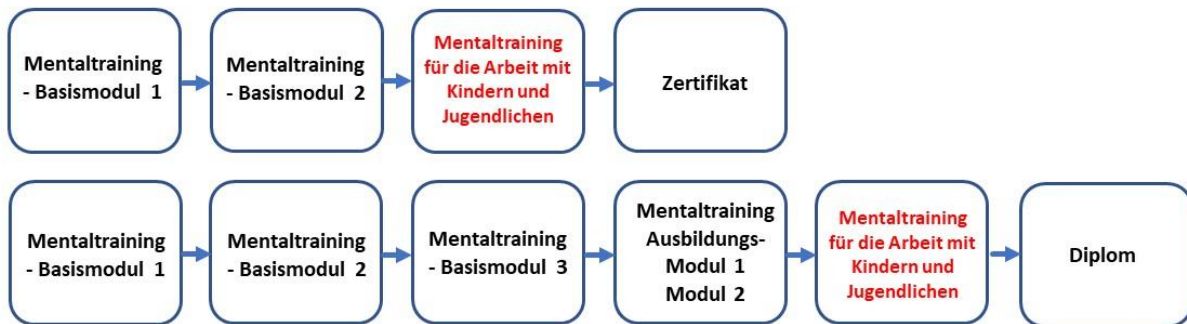 Mentaltraining
- Basismodul 1
Mentaltraining
- Basismodul 2
Mentaltraining
für die Arbeit mit
Kindern und
Jugendlichen
Zertifikat
Mentaltraining
- Basismodul 1
Mentaltraining
- Basismodul 2
Mentaltraining
- Basismodul 3
Mentaltraining
Ausbildungs-
Modul 1
Modul 2
Mentaltraining
für die Arbeit mit
Kindern und
Jugendlichen
Diplom